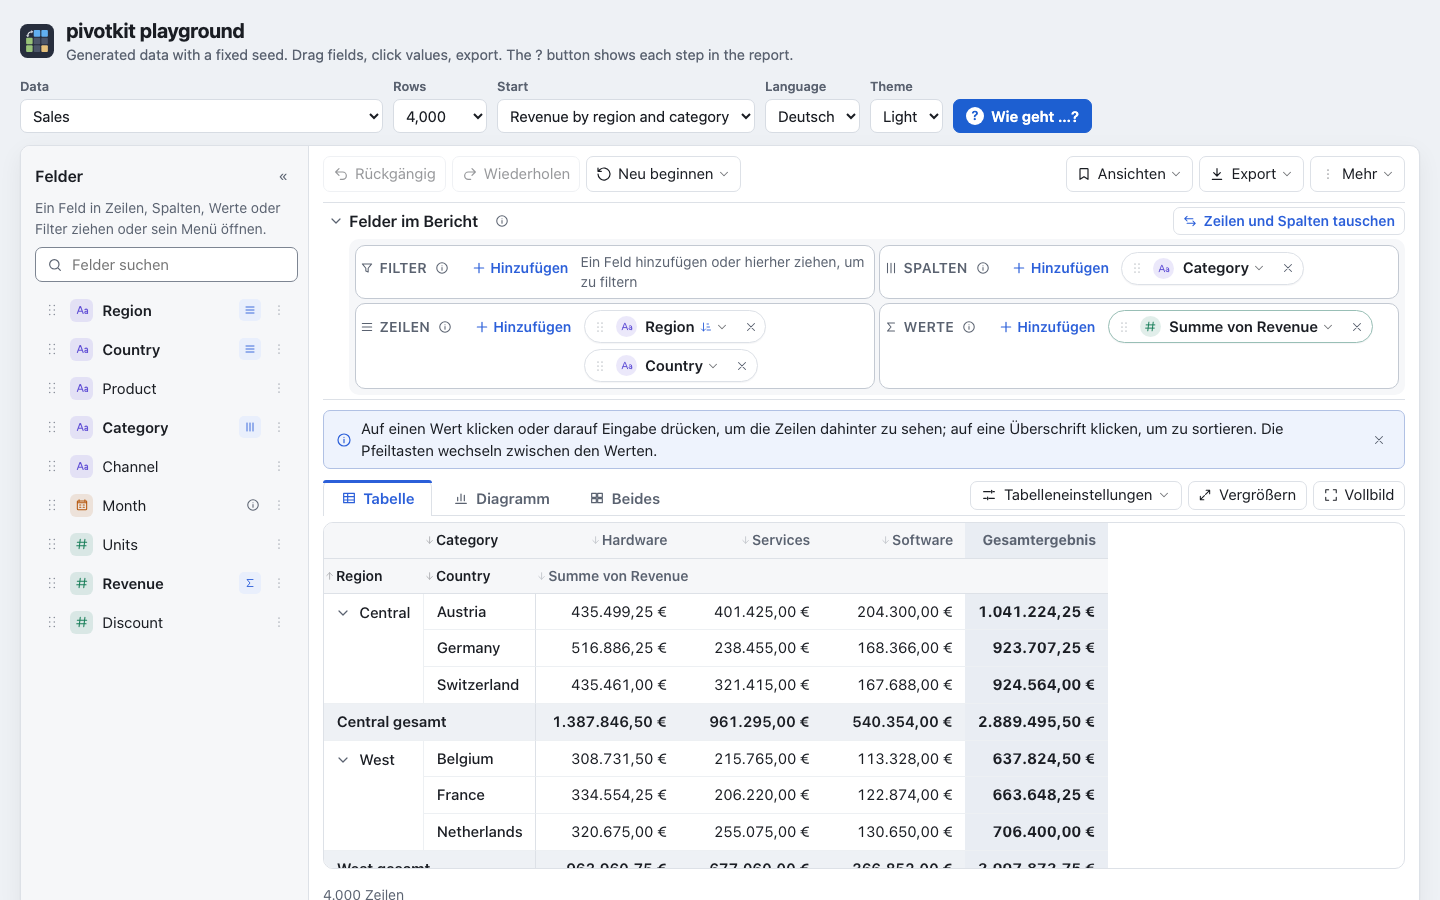 pivotkit playground
Generated data with a fixed seed. Drag fields, click values, export. The ? button shows each step in the report.
Data Rows Start Language Theme
Sales 4,000 Revenue by region and category Deutsch Light ? Wie geht ...?
Felder «
Ein Feld in Zeilen, Spalten, Werte oder
Filter ziehen oder sein Menü öffnen.
Felder suchen
Aa Region
Aa Country
Aa Product
Aa Category
Aa Channel
Month
# Units
# Revenue Σ
# Discount
Rückgängig Wiederholen Neu beginnen Ansichten Export Mehr
Felder im Bericht Zeilen und Spalten tauschen
FILTER + Hinzufügen Ein Feld hinzufügen oder hierher ziehen, um
zu filtern
SPALTEN + Hinzufügen Aa Category
ZEILEN + Hinzufügen Aa Region
Aa Country
Σ WERTE + Hinzufügen # Summe von Revenue
Auf einen Wert klicken oder darauf Eingabe drücken, um die Zeilen dahinter zu sehen; auf eine Überschrift klicken, um zu sortieren. Die
Pfeiltasten wechseln zwischen den Werten.
Tabelle Diagramm Beides Tabelleneinstellungen Vergrößern Vollbild
↓ Category ↓ Hardware ↓ Services ↓ Software Gesamtergebnis
↑ Region ↓ Country ↓ Summe von Revenue
Central Austria 435.499,25 € 401.425,00 € 204.300,00 € 1.041.224,25 €
Germany 516.886,25 € 238.455,00 € 168.366,00 € 923.707,25 €
Switzerland 435.461,00 € 321.415,00 € 167.688,00 € 924.564,00 €
Central gesamt 1.387.846,50 € 961.295,00 € 540.354,00 € 2.889.495,50 €
West Belgium 308.731,50 € 215.765,00 € 113.328,00 € 637.824,50 €
France 334.554,25 € 206.220,00 € 122.874,00 € 663.648,25 €
Netherlands 320.675,00 € 255.075,00 € 130.650,00 € 706.400,00 €
West gesamt
4.000 Zeilen